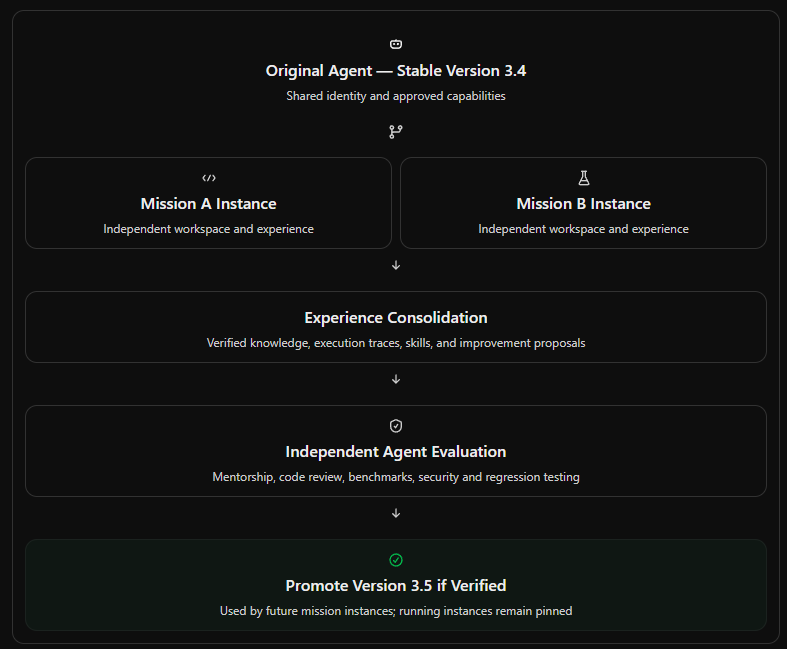 Original Agent — Stable Version 3.4
Shared identity and approved capabilities
Mission A Instance
Independent workspace and experience
Mission B Instance
Independent workspace and experience
Experience Consolidation
Verified knowledge, execution traces, skills, and improvement proposals
Independent Agent Evaluation
Mentorship, code review, benchmarks, security and regression testing
Promote Version 3.5 if Verified
Used by future mission instances; running instances remain pinned